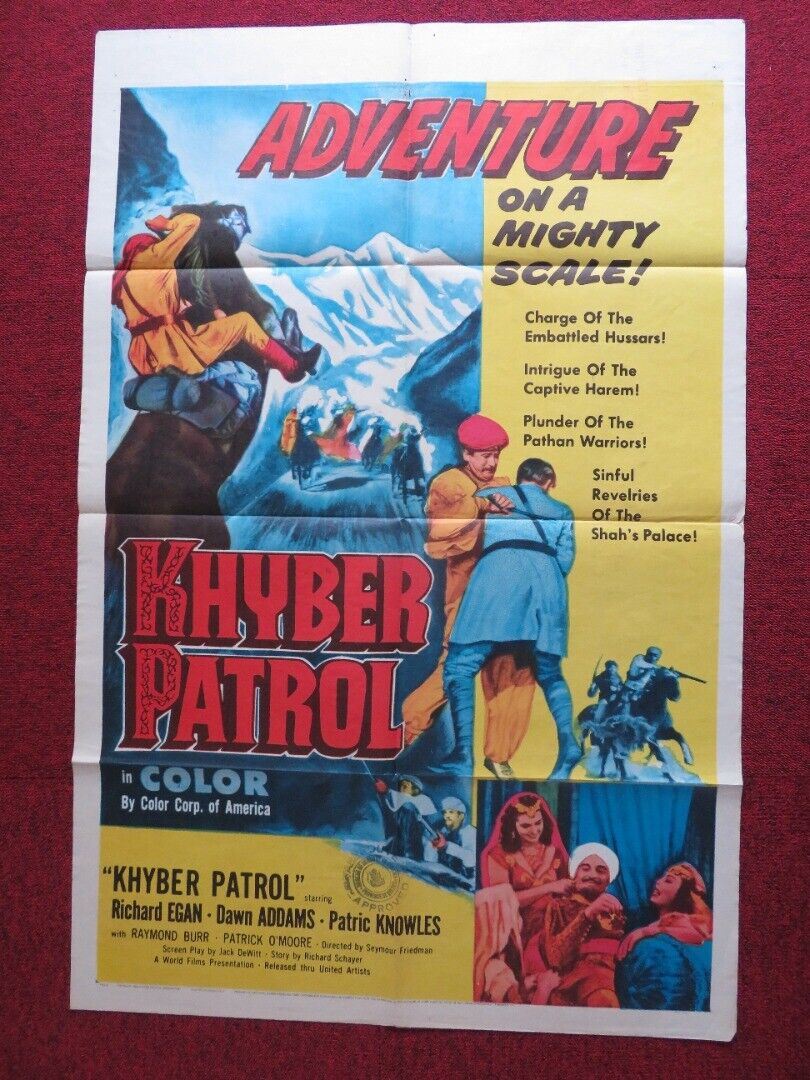 ADVENTURE
ON A
MIGHTY
SCALE!
Charge Of The
Embattled Hussars!
Intrigue Of The
Captive Harem!
Plunder Of The
Pathan Warriors!
Sinful
Revelries
Of The
Shah's Palace!
KHYBER
PATROL
in COLOR
By Color Corp. of America
"KHYBER PATROL" starring
Richard EGAN · Dawn ADDAMS · Patric KNOWLES
with RAYMOND BURR · PATRICK O'MOORE · Directed by Seymour Friedman
Screen Play by Jack DeWitt · Story by Richard Schayer
A World Films Presentation · Released thru United Artists
APPROVED